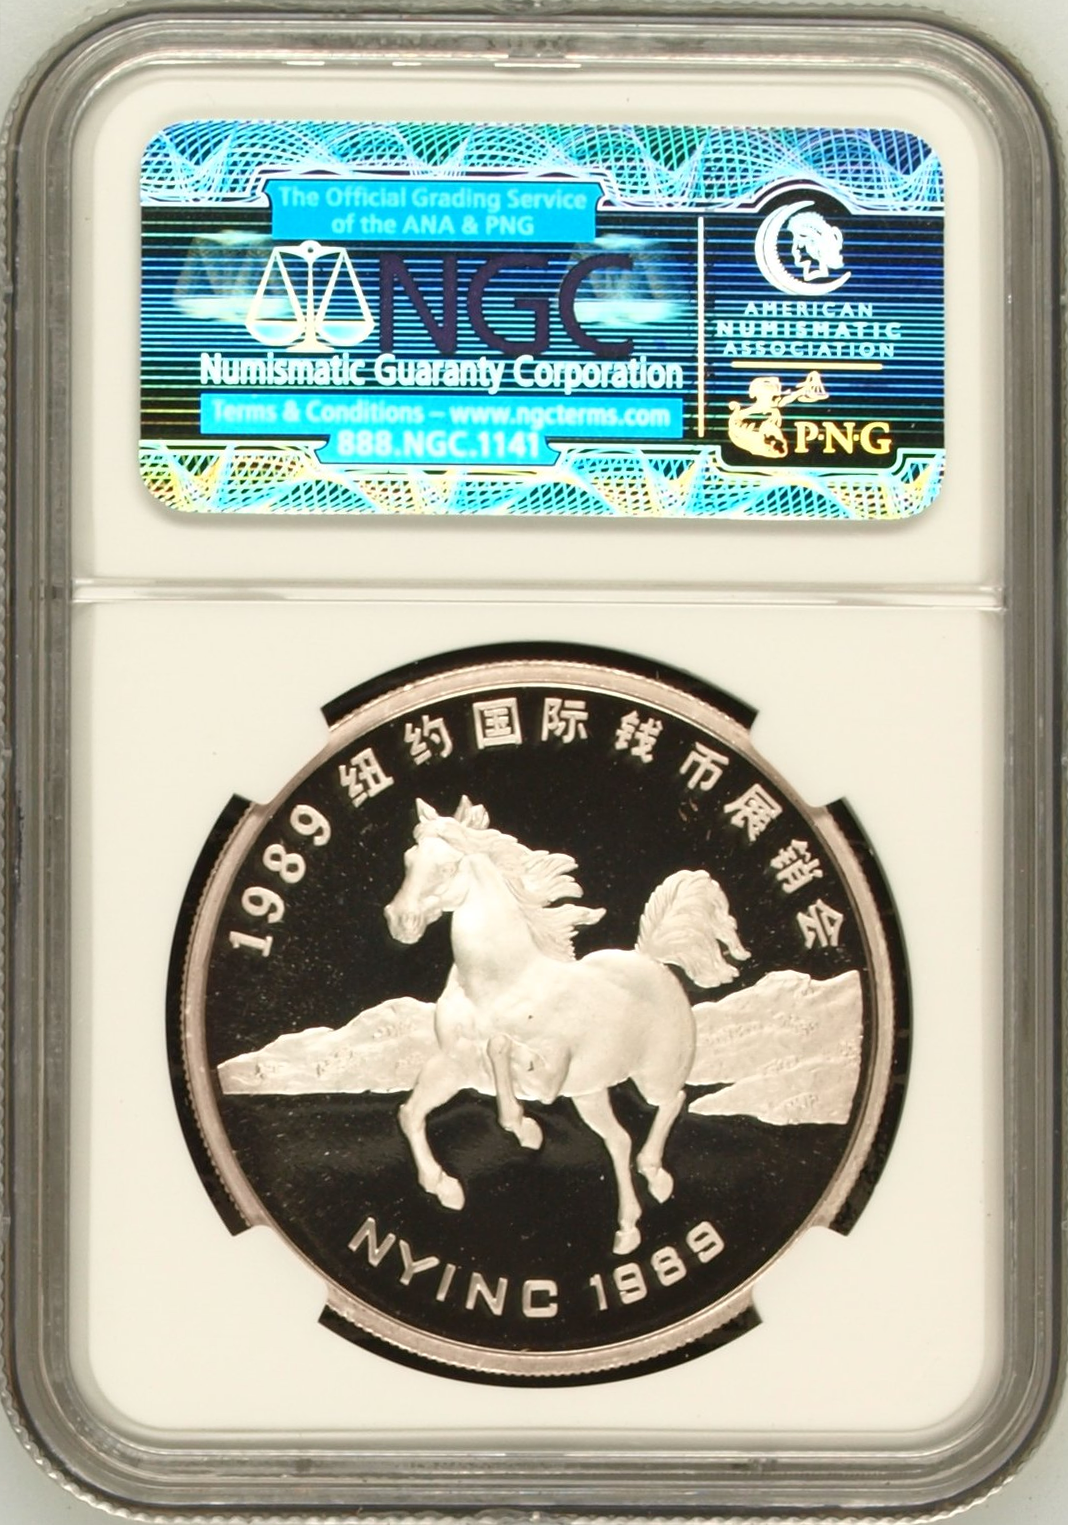 The Official Grading Service
of the ANA & PNG
NGC
Numismatic Guaranty Corporation
Terms & Conditions – www.ngcterms.com
888.NGC.1141
AMERICAN
NUMISMATIC
ASSOCIATION
P·N·G
1989 纽约国际钱币展销会
NYINC 1989